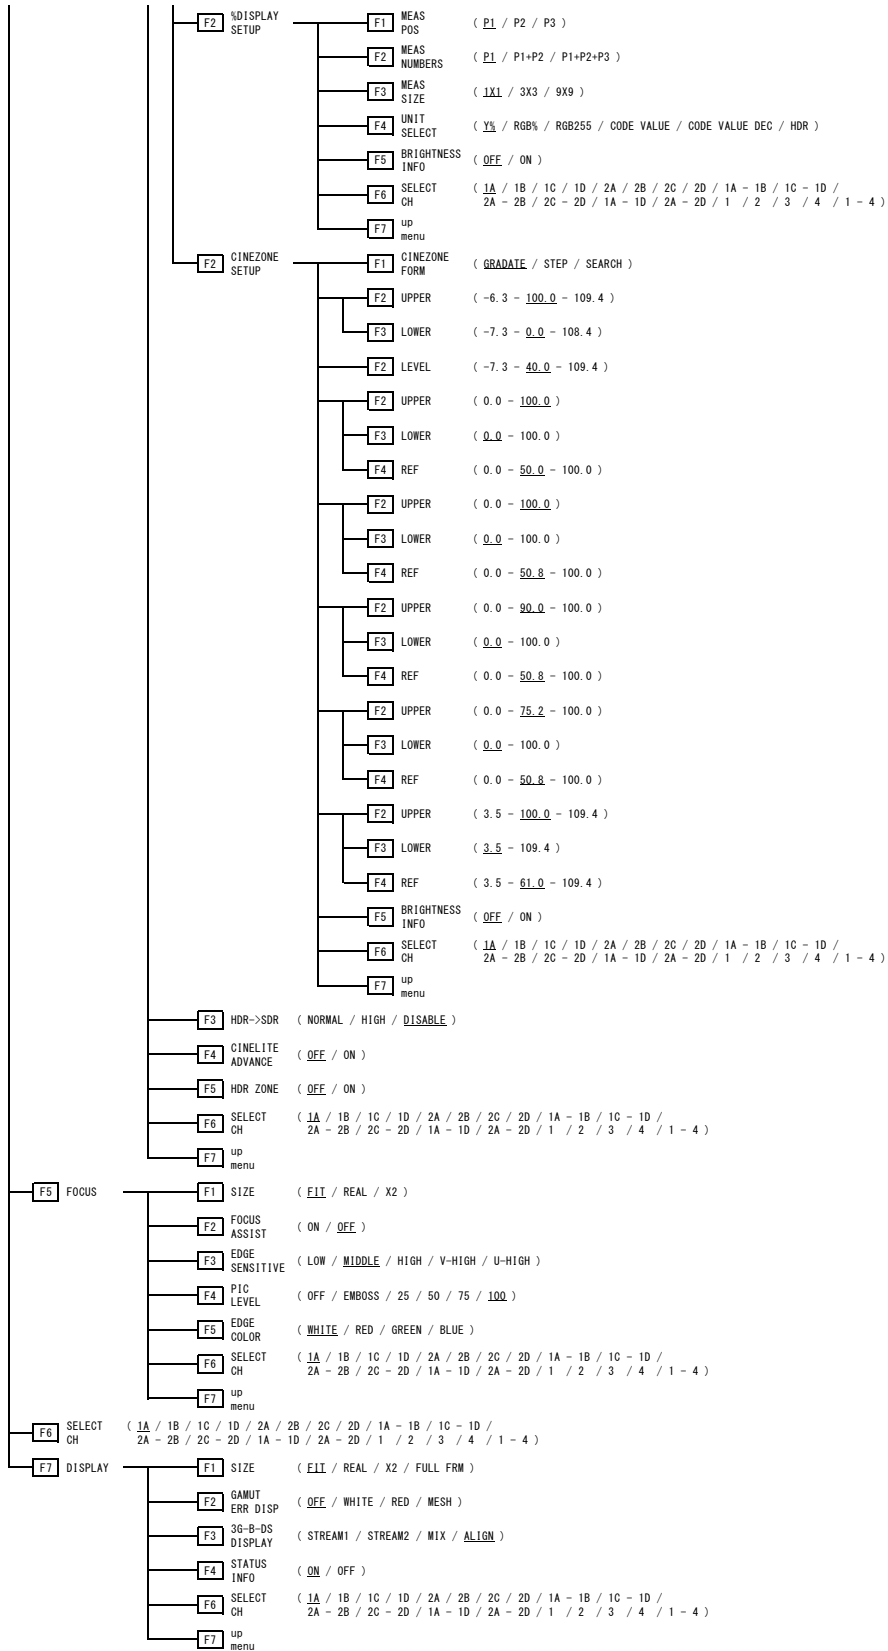 F2 %DISPLAY SETUP F1 MEAS POS ( P1 / P2 / P3 )
F2 MEAS NUMBERS ( P1 / P1+P2 / P1+P2+P3 )
F3 MEAS SIZE ( 1X1 / 3X3 / 9X9 )
F4 UNIT SELECT ( Y% / RGB% / RGB255 / CODE VALUE / CODE VALUE DEC / HDR )
F5 BRIGHTNESS INFO ( OFF / ON )
F6 SELECT CH ( 1A / 1B / 1C / 1D / 2A / 2B / 2C / 2D / 1A - 1B / 1C - 1D /
2A - 2B / 2C - 2D / 1A - 1D / 2A - 2D / 1 / 2 / 3 / 4 / 1 - 4 )
F7 up menu
F2 CINEZONE SETUP F1 CINEZONE FORM ( GRADATE / STEP / SEARCH )
F2 UPPER ( -6.3 - 100.0 - 109.4 )
F3 LOWER ( -7.3 - 0.0 - 108.4 )
F2 LEVEL ( -7.3 - 40.0 - 109.4 )
F2 UPPER ( 0.0 - 100.0 )
F3 LOWER ( 0.0 - 100.0 )
F4 REF ( 0.0 - 50.0 - 100.0 )
F2 UPPER ( 0.0 - 100.0 )
F3 LOWER ( 0.0 - 100.0 )
F4 REF ( 0.0 - 50.8 - 100.0 )
F2 UPPER ( 0.0 - 90.0 - 100.0 )
F3 LOWER ( 0.0 - 100.0 )
F4 REF ( 0.0 - 50.8 - 100.0 )
F2 UPPER ( 0.0 - 75.2 - 100.0 )
F3 LOWER ( 0.0 - 100.0 )
F4 REF ( 0.0 - 50.8 - 100.0 )
F2 UPPER ( 3.5 - 100.0 - 109.4 )
F3 LOWER ( 3.5 - 109.4 )
F4 REF ( 3.5 - 61.0 - 109.4 )
F5 BRIGHTNESS INFO ( OFF / ON )
F6 SELECT CH ( 1A / 1B / 1C / 1D / 2A / 2B / 2C / 2D / 1A - 1B / 1C - 1D /
2A - 2B / 2C - 2D / 1A - 1D / 2A - 2D / 1 / 2 / 3 / 4 / 1 - 4 )
F7 up menu
F3 HDR->SDR ( NORMAL / HIGH / DISABLE )
F4 CINELITE ADVANCE ( OFF / ON )
F5 HDR ZONE ( OFF / ON )
F6 SELECT CH ( 1A / 1B / 1C / 1D / 2A / 2B / 2C / 2D / 1A - 1B / 1C - 1D /
2A - 2B / 2C - 2D / 1A - 1D / 2A - 2D / 1 / 2 / 3 / 4 / 1 - 4 )
F7 up menu
F5 FOCUS F1 SIZE ( FIT / REAL / X2 )
F2 FOCUS ASSIST ( ON / OFF )
F3 EDGE SENSITIVE ( LOW / MIDDLE / HIGH / V-HIGH / U-HIGH )
F4 PIC LEVEL ( OFF / EMBOSS / 25 / 50 / 75 / 100 )
F5 EDGE COLOR ( WHITE / RED / GREEN / BLUE )
F6 SELECT CH ( 1A / 1B / 1C / 1D / 2A / 2B / 2C / 2D / 1A - 1B / 1C - 1D /
2A - 2B / 2C - 2D / 1A - 1D / 2A - 2D / 1 / 2 / 3 / 4 / 1 - 4 )
F7 up menu
F6 SELECT CH ( 1A / 1B / 1C / 1D / 2A / 2B / 2C / 2D / 1A - 1B / 1C - 1D /
2A - 2B / 2C - 2D / 1A - 1D / 2A - 2D / 1 / 2 / 3 / 4 / 1 - 4 )
F7 DISPLAY F1 SIZE ( FIT / REAL / X2 / FULL FRM )
F2 GAMUT ERR DISP ( OFF / WHITE / RED / MESH )
F3 3G-B-DS DISPLAY ( STREAM1 / STREAM2 / MIX / ALIGN )
F4 STATUS INFO ( ON / OFF )
F6 SELECT CH ( 1A / 1B / 1C / 1D / 2A / 2B / 2C / 2D / 1A - 1B / 1C - 1D /
2A - 2B / 2C - 2D / 1A - 1D / 2A - 2D / 1 / 2 / 3 / 4 / 1 - 4 )
F7 up menu